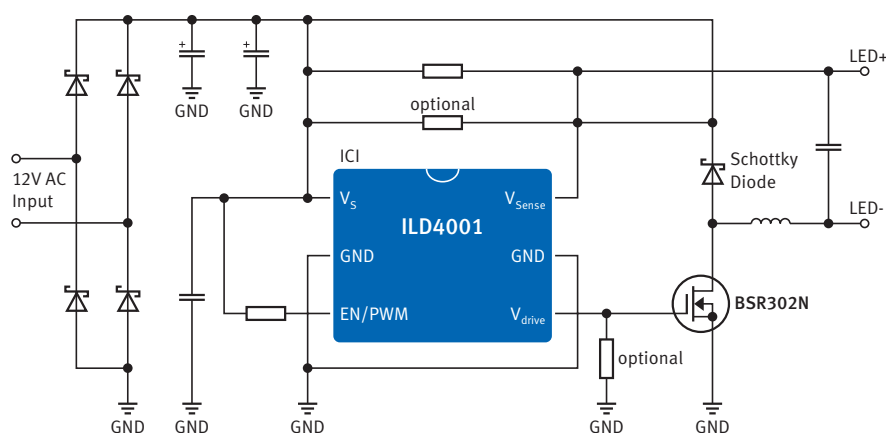 LED+
+
+
GND
GND
optional
ICI
12V AC
Input
Schottky
Diode
VS
VSense
LED-
ILD4001
GND
GND
BSR302N
EN/PWM
Vdrive
optional
GND
GND
GND
GND
GND